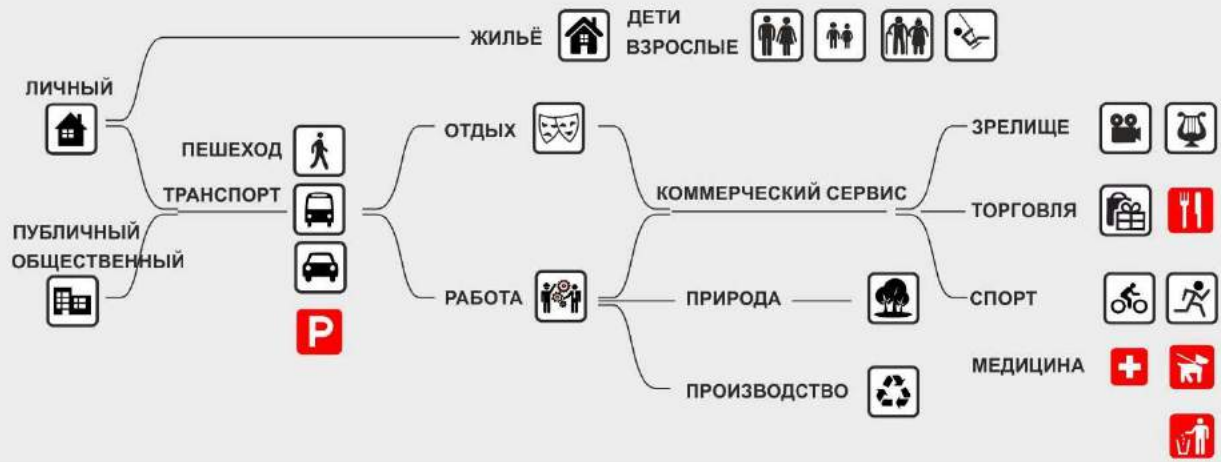 ЖИЛЬЁ
ДЕТИ
ВЗРОСЛЫЕ
ЛИЧНЫЙ
ОТДЫХ
ЗРЕЛИЩЕ
ПЕШЕХОД
ТРАНСПОРТ
КОММЕРЧЕСКИЙ СЕРВИС
ТОРГОВЛЯ
ПУБЛИЧНЫЙ
ОБЩЕСТВЕННЫЙ
РАБОТА
ПРИРОДА
СПОРТ
P
МЕДИЦИНА
ПРОИЗВОДСТВО